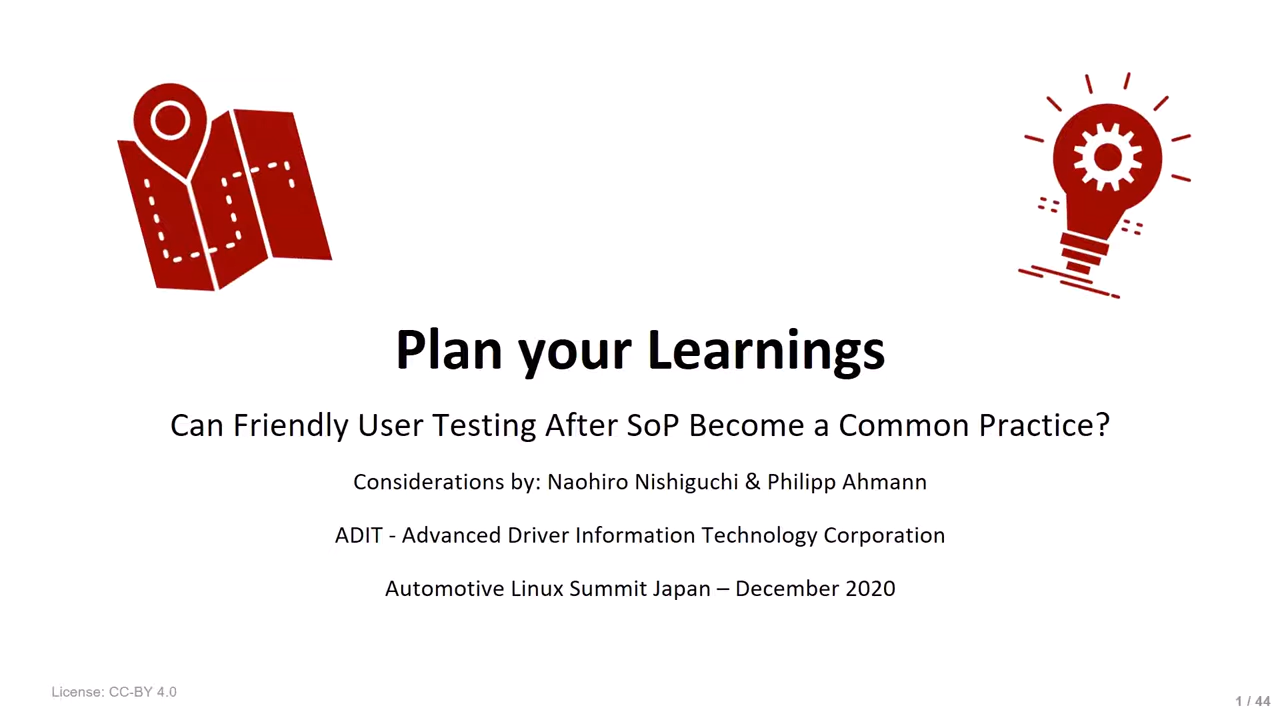 Plan your Learnings
Can Friendly User Testing After SoP Become a Common Practice?
Considerations by: Naohiro Nishiguchi & Philipp Ahmann
ADIT - Advanced Driver Information Technology Corporation
Automotive Linux Summit Japan – December 2020
License: CC-BY 4.0
1 / 44